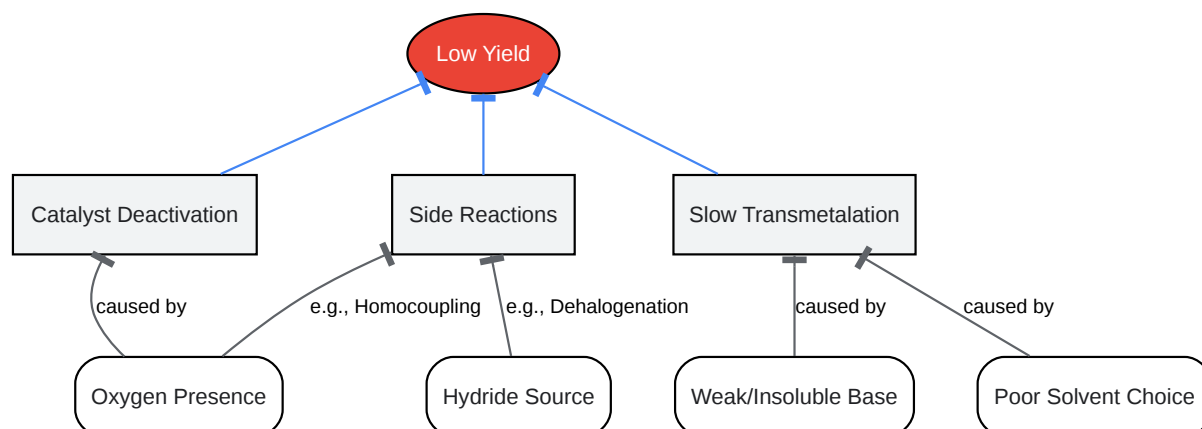 Low Yield
Catalyst Deactivation
Side Reactions
Slow Transmetalation
caused by
e.g., Homocoupling
e.g., Dehalogenation
caused by
caused by
Oxygen Presence
Hydride Source
Weak/Insoluble Base
Poor Solvent Choice